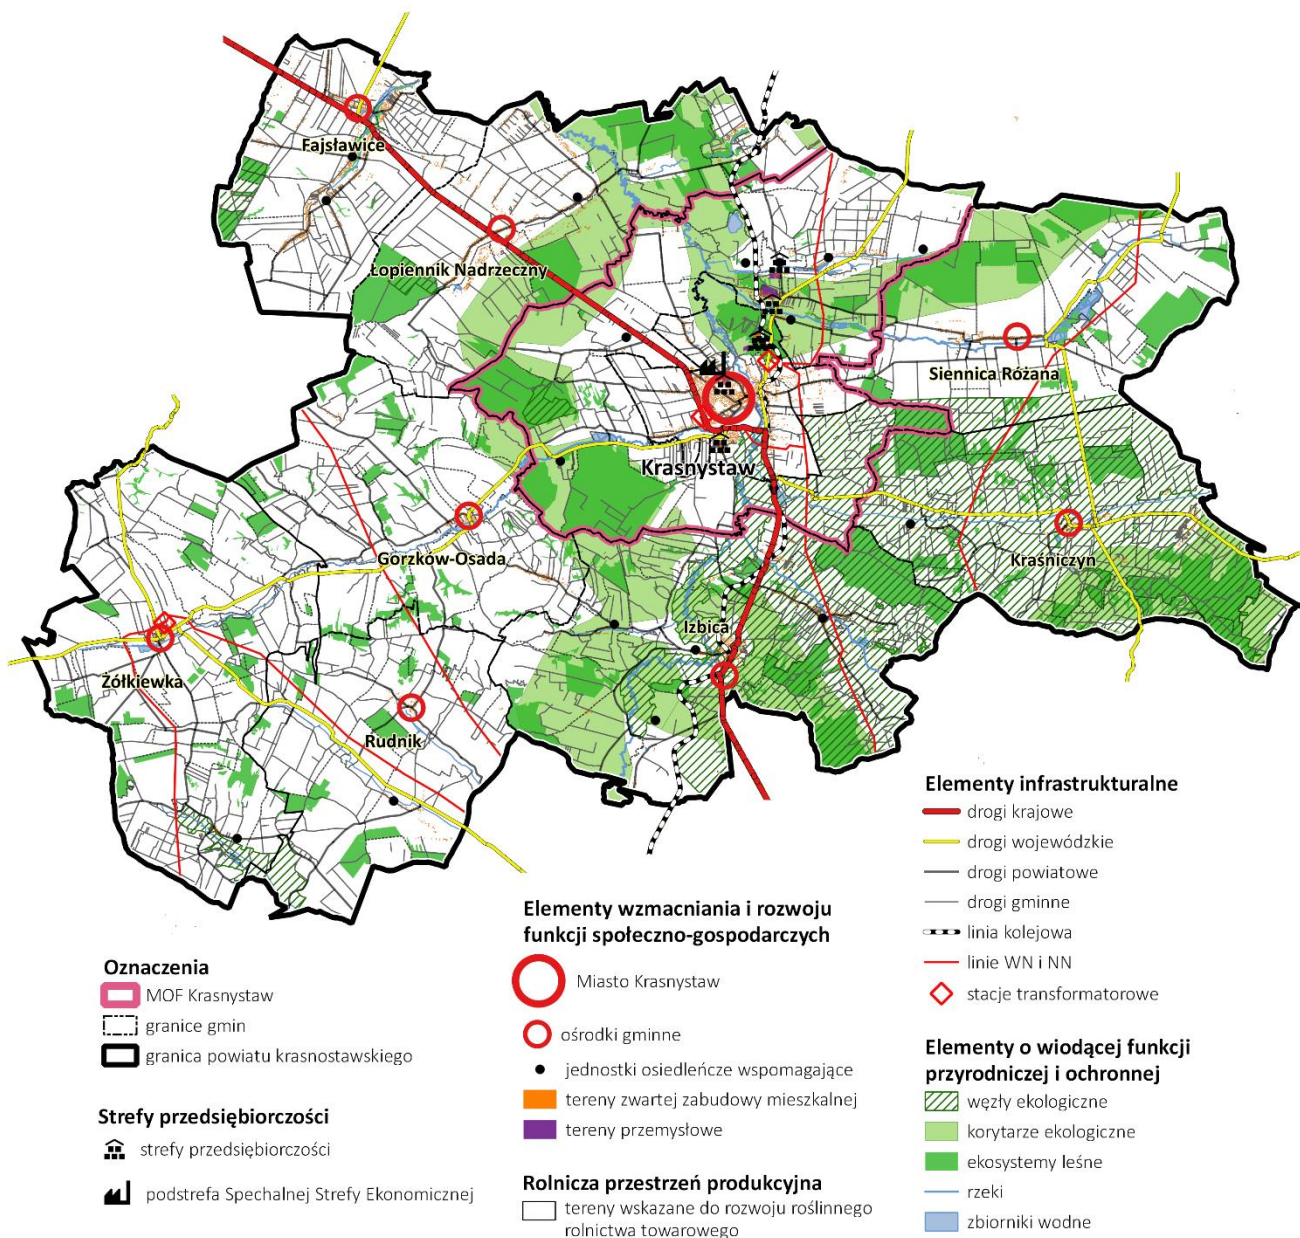 Fajsławice
Łopiennik Nadrzeczny
Siennica Różana
Krasnystaw
Gorzków-Osada
Kraśniczyn
Izbica
Żółkiewka
Rudnik
Oznaczenia
MOF Krasnystaw
granice gmin
granica powiatu krasnostawskiego
Strefy przedsiębiorczości
strefy przedsiębiorczości
podstrefa Spechalnej Strefy Ekonomicznej
Elementy wzmacniania i rozwoju
funkcji społeczno-gospodarczych
Miasto Krasnystaw
ośrodki gminne
jednostki osiedleńcze wspomagające
tereny zwartej zabudowy mieszkalnej
tereny przemysłowe
Rolnicza przestrzeń produkcyjna
tereny wskazane do rozwoju roślinnego
rolnictwa towarowego
Elementy infrastrukturalne
drogi krajowe
drogi wojewódzkie
drogi powiatowe
drogi gminne
linia kolejowa
linie WN i NN
stacje transformatorowe
Elementy o wiodącej funkcji
przyrodniczej i ochronnej
węzły ekologiczne
korytarze ekologiczne
ekosystemy leśne
rzeki
zbiorniki wodne